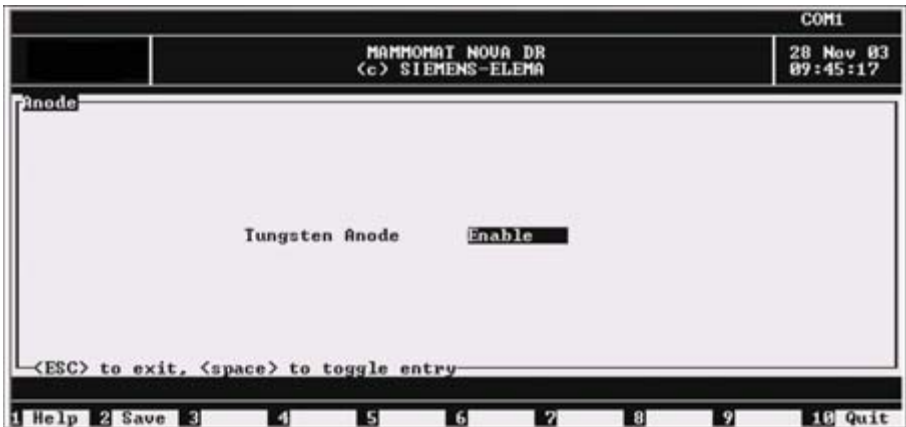 COM1
MAMMOMAT NOVA DR
(c) SIEMENS-ELEMA
28 Nov 03
09:45:17
Anode
Tungsten Anode Enable
<ESC> to exit, <space> to toggle entry
1 Help 2 Save 3 4 5 6 7 8 9 10 Quit